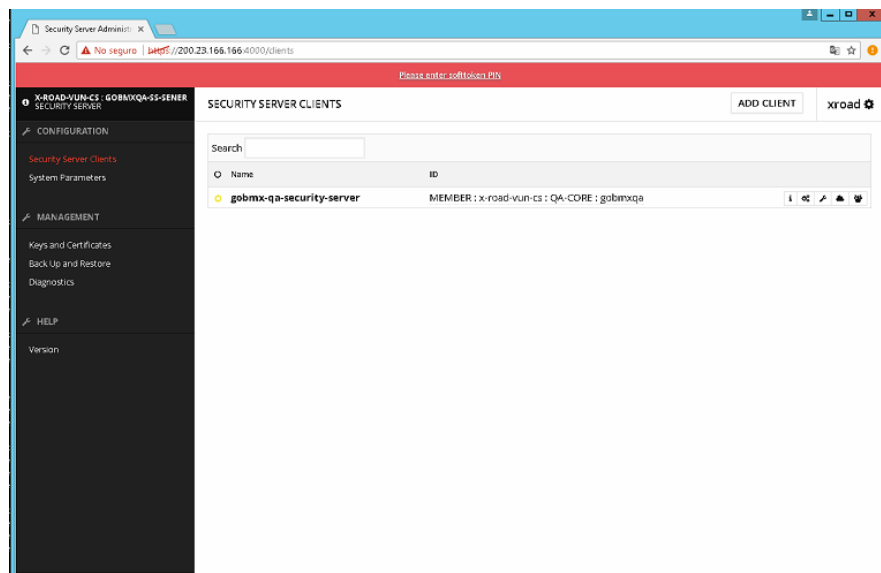 Security Server Administr
No seguro | https://200.23.166.166:4000/clients
Please enter softtoken PIN
X-ROAD-VUN-CS : GOBMXQA-SS-SENER
SECURITY SERVER
SECURITY SERVER CLIENTS
ADD CLIENT
xroad
CONFIGURATION
Security Server Clients
System Parameters
MANAGEMENT
Keys and Certificates
Back Up and Restore
Diagnostics
HELP
Version
Search
Name ID
gobmx-qa-security-server MEMBER : x-road-vun-cs : QA-CORE : gobmxqa